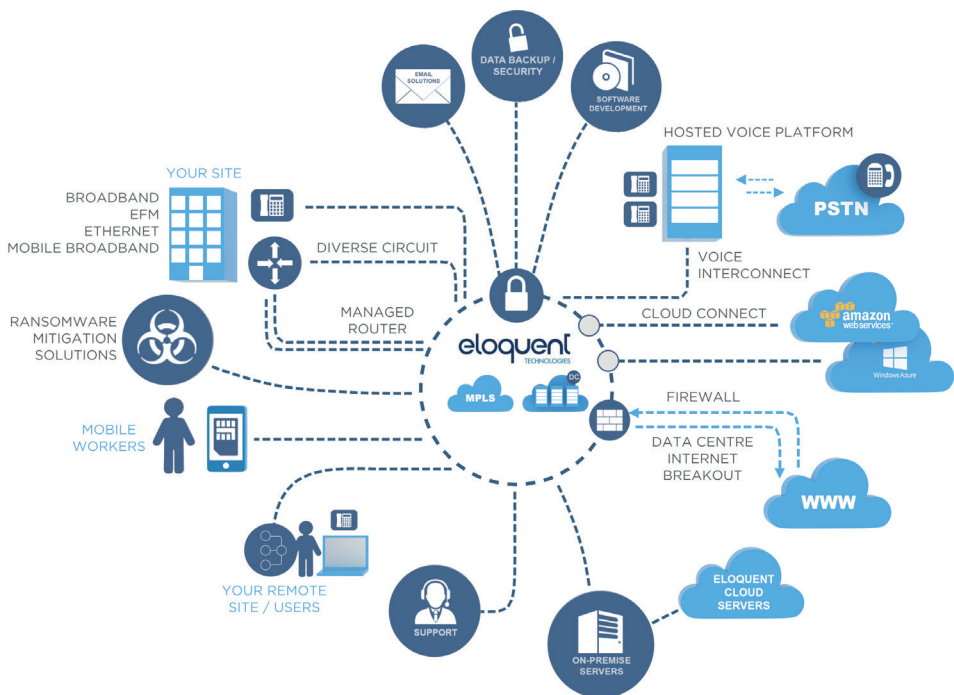 EMAIL
SOLUTIONS
DATA BACKUP /
SECURITY
SOFTWARE
DEVELOPMENT
HOSTED VOICE PLATFORM
PSTN
VOICE
INTERCONNECT
YOUR SITE
BROADBAND
EFM
ETHERNET
MOBILE BROADBAND
DIVERSE CIRCUIT
MANAGED
ROUTER
RANSOMWARE
MITIGATION
SOLUTIONS
eloquent
TECHNOLOGIES
MPLS
DC
CLOUD CONNECT
amazon
web services™
Windows Azure
FIREWALL
DATA CENTRE
INTERNET
BREAKOUT
WWW
MOBILE
WORKERS
YOUR REMOTE
SITE / USERS
SUPPORT
ON-PREMISE
SERVERS
ELOQUENT
CLOUD
SERVERS